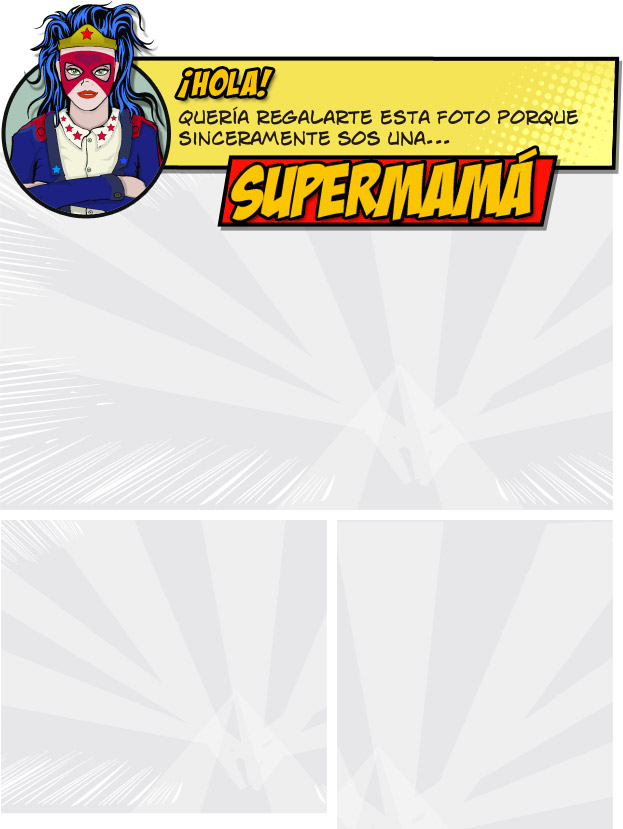 ¡HOLA!
QUERÍA REGALARTE ESTA FOTO PORQUE
SINCERAMENTE SOS UNA...
SUPERMAMÁ